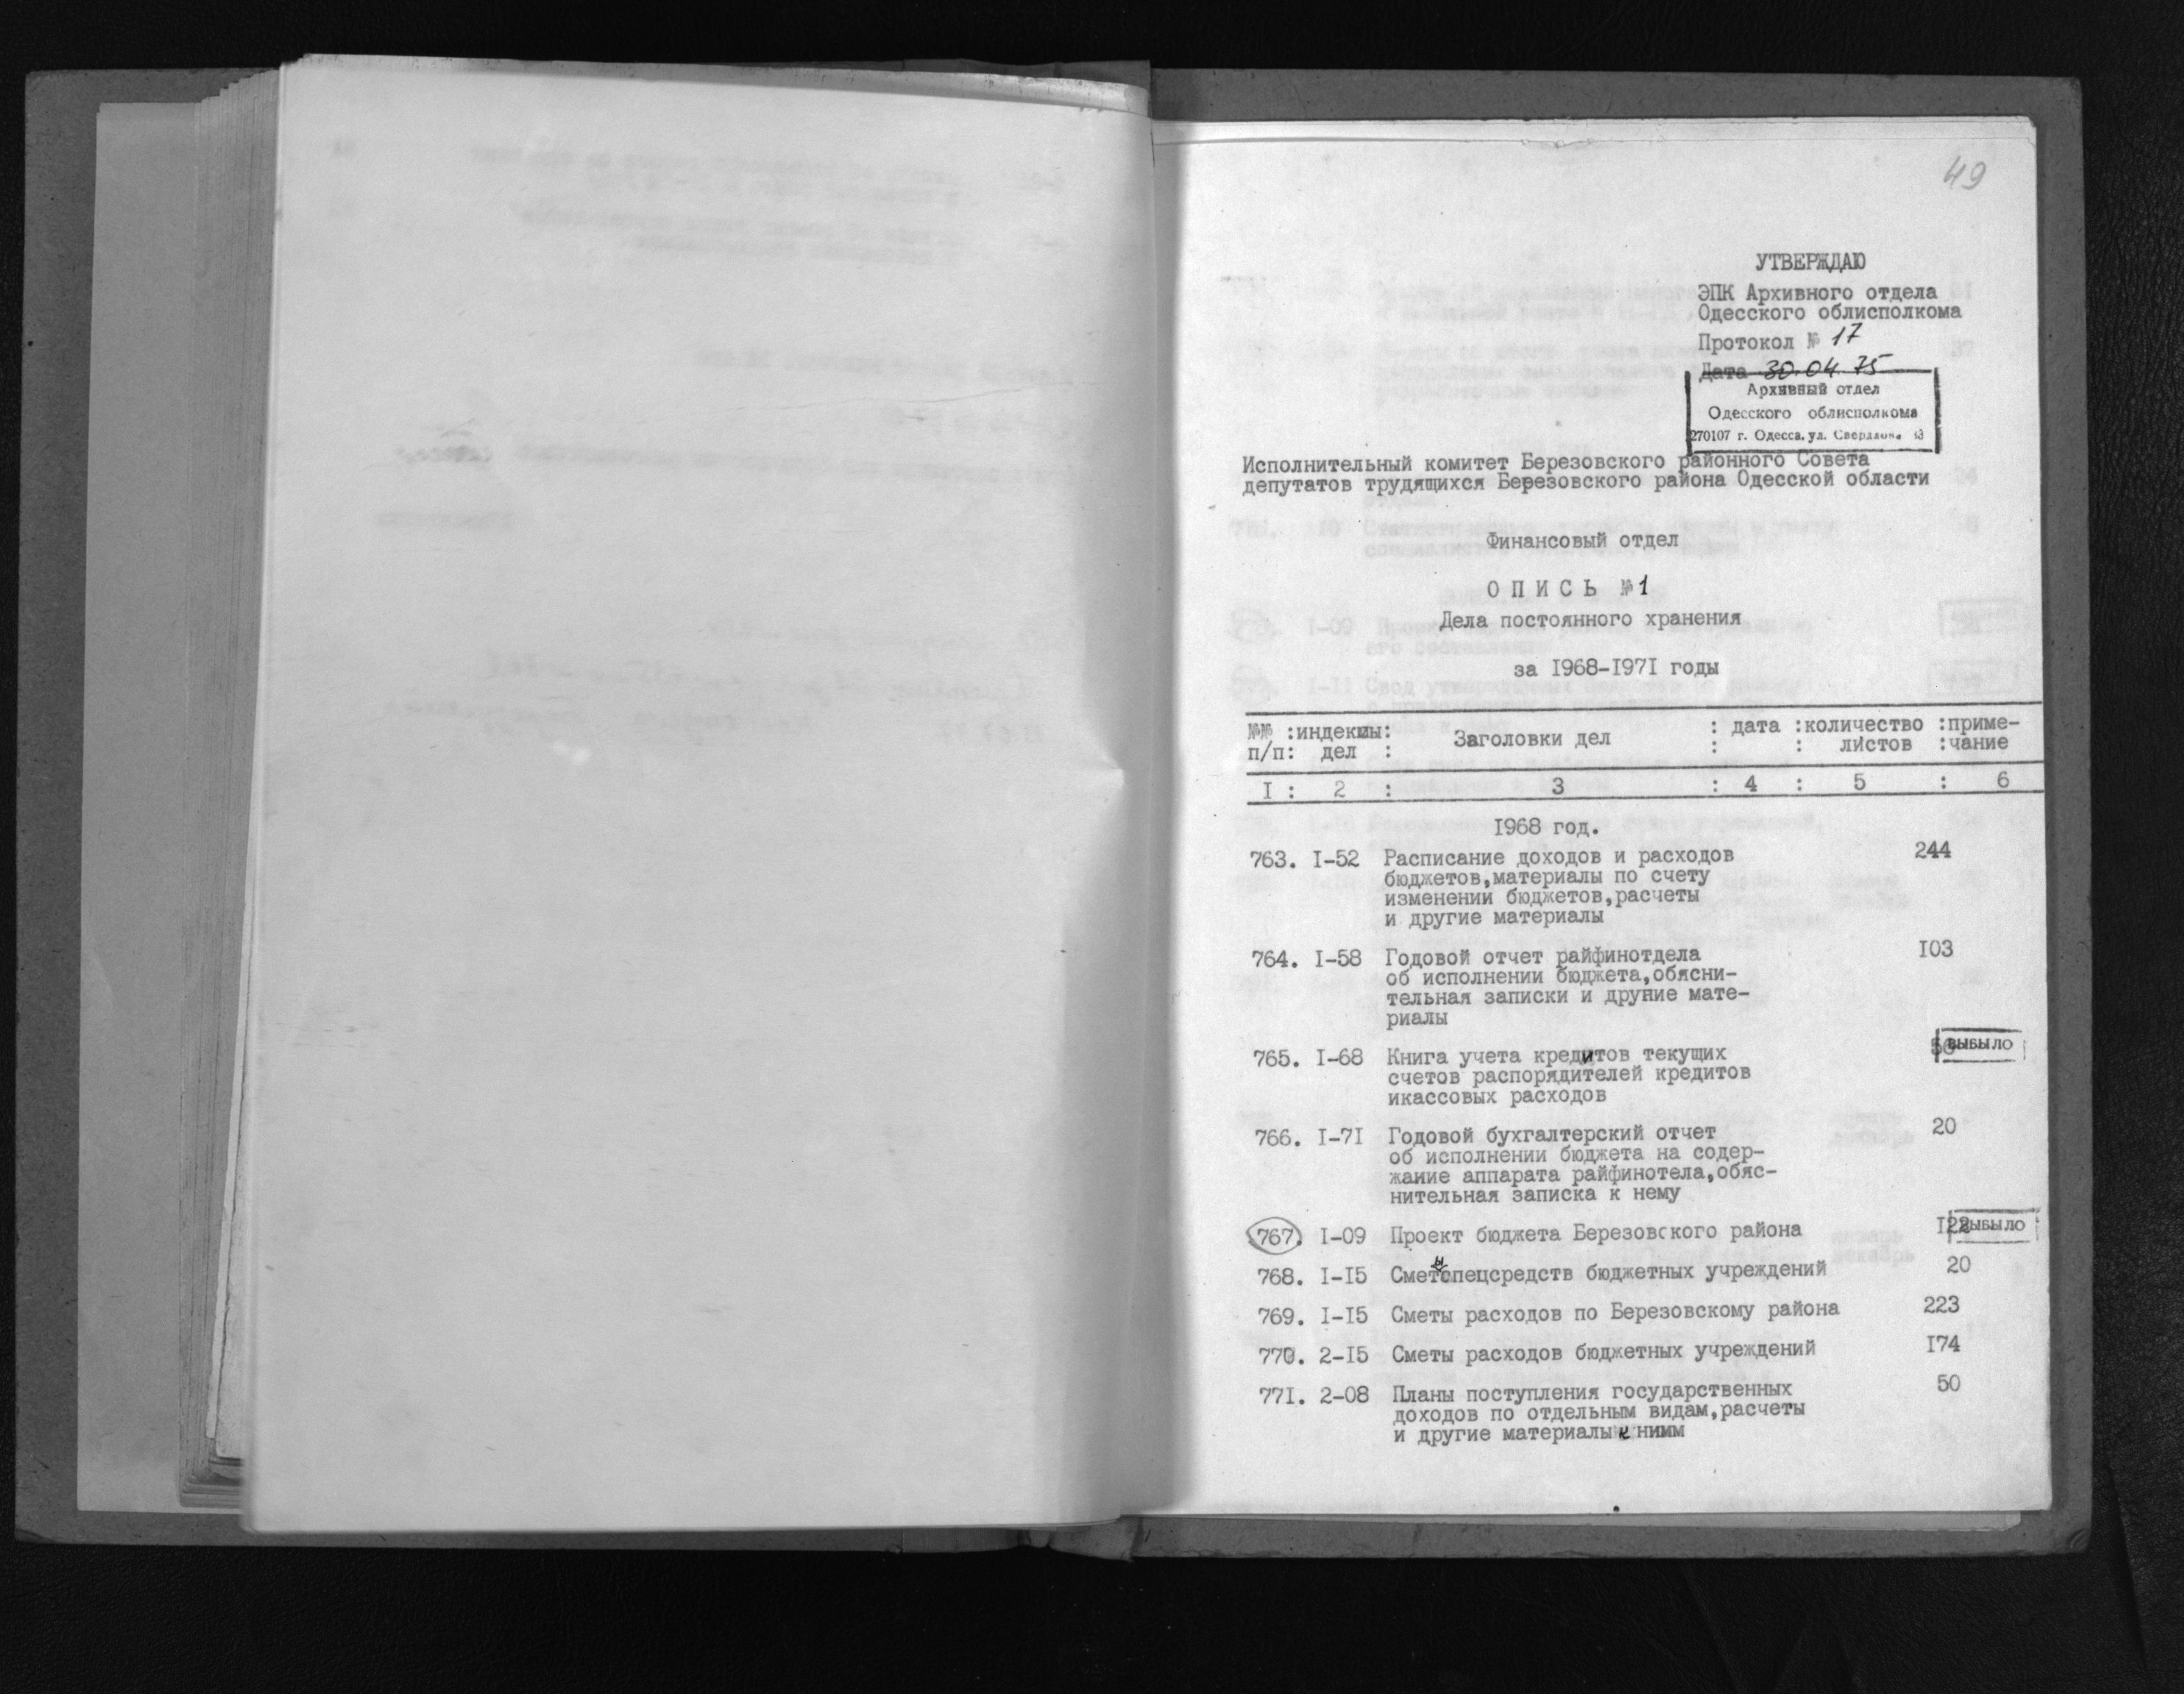 49
УТВЕРЖДАЮ
ЭПК Архивного отдела
Одесского облисполкома
Протокол № 17
Дата 30.04.75
Архивный отдел
Одесского облисполкома
270107 г. Одесса, ул. Свердлова
Исполнительный комитет Березовского районного Совета
депутатов трудящихся Березовского района Одесской области
Финансовый отдел
ОПИСЬ №1
Дела постоянного хранения
за 1968-1971 годы
№№ :индексы: Заголовки дел : дата :количество :приме-
п/п: дел : : : листов :чание
I : 2 : 3 : 4 : 5 : 6
1968 год.
763. I-52 Расписание доходов и расходов 244
бюджетов,материалы по счету
изменении бюджетов,расчеты
и другие материалы
764. I-58 Годовой отчет райфинотдела 103
об исполнении бюджета,обясни-
тельная записки и друние мате-
риалы
765. I-68 Книга учета кредитов текущих ВЫБЫЛО
счетов распорядителей кредитов
икассовых расходов
766. I-71 Годовой бухгалтерский отчет 20
об исполнении бюджета на содер-
жание аппарата райфинотела,обяс-
нительная записка к нему
767. I-09 Проект бюджета Березовского района 122 ВЫБЫЛО
768. I-15 Сметы спецсредств бюджетных учреждений 20
769. I-15 Сметы расходов по Березовскому района 223
770. 2-15 Сметы расходов бюджетных учреждений 174
771. 2-08 Планы поступления государственных 50
доходов по отдельным видам,расчеты
и другие материалы к ним